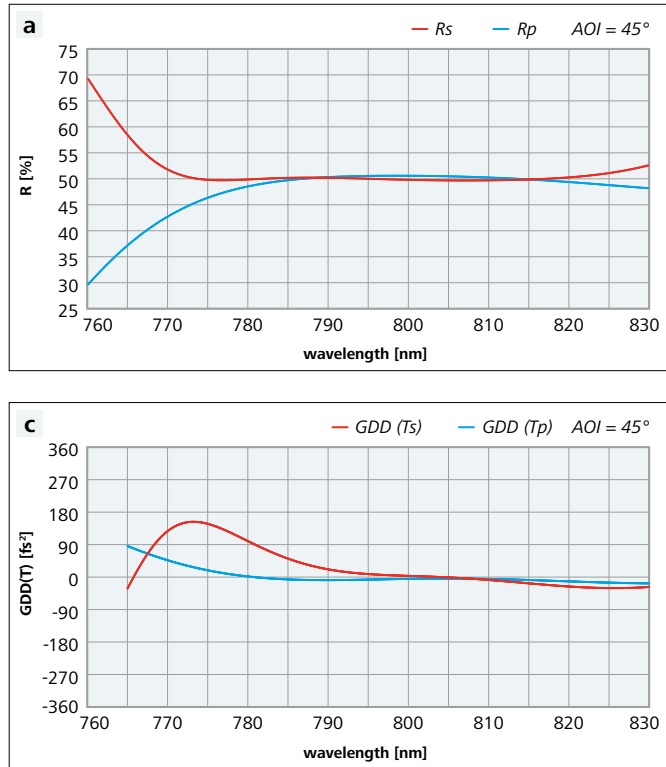 a
Rs Rp AOI = 45°
75
70
65
60
55
50
45
40
35
30
25
R [%]
760 770 780 790 800 810 820 830
wavelength [nm]
c
GDD (Ts) GDD (Tp) AOI = 45°
360
270
180
90
0
-90
-180
-270
-360
GDD(T) [fs²]
760 770 780 790 800 810 820 830
wavelength [nm]